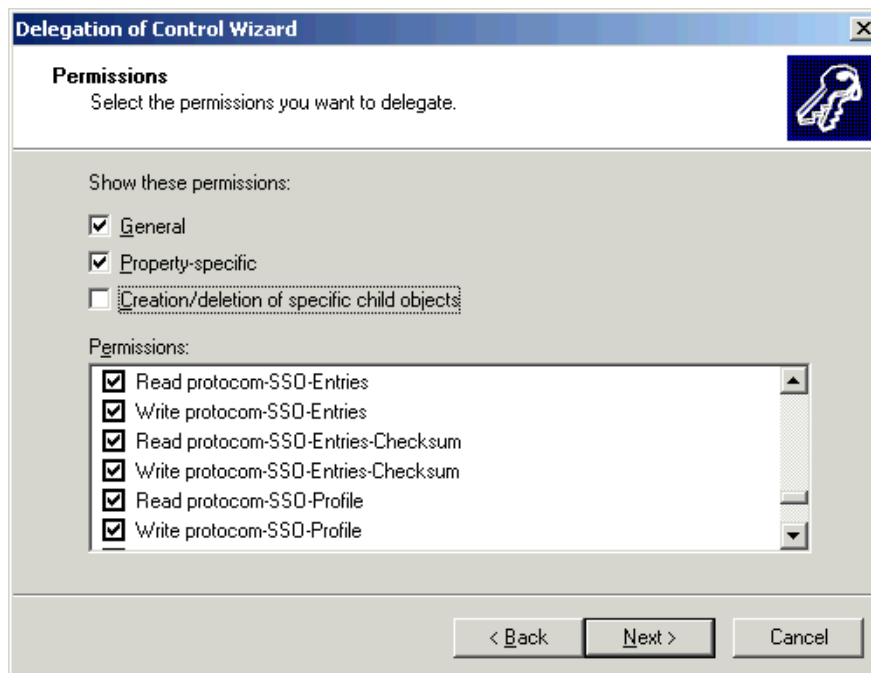 Delegation of Control Wizard
Permissions
Select the permissions you want to delegate.
Show these permissions:
General
Property-specific
Creation/deletion of specific child objects
Permissions:
Read protocom-SSO-Entries
Write protocom-SSO-Entries
Read protocom-SSO-Entries-Checksum
Write protocom-SSO-Entries-Checksum
Read protocom-SSO-Profile
Write protocom-SSO-Profile
< Back Next > Cancel